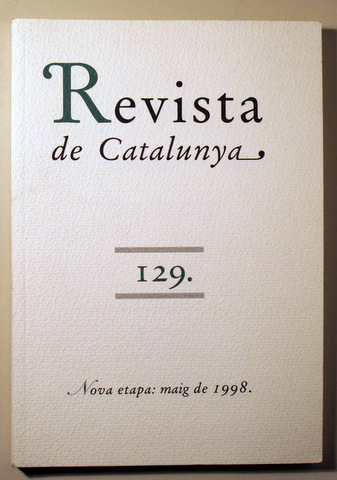 Revista
de Catalunya
129.
Nova etapa: maig de 1998.